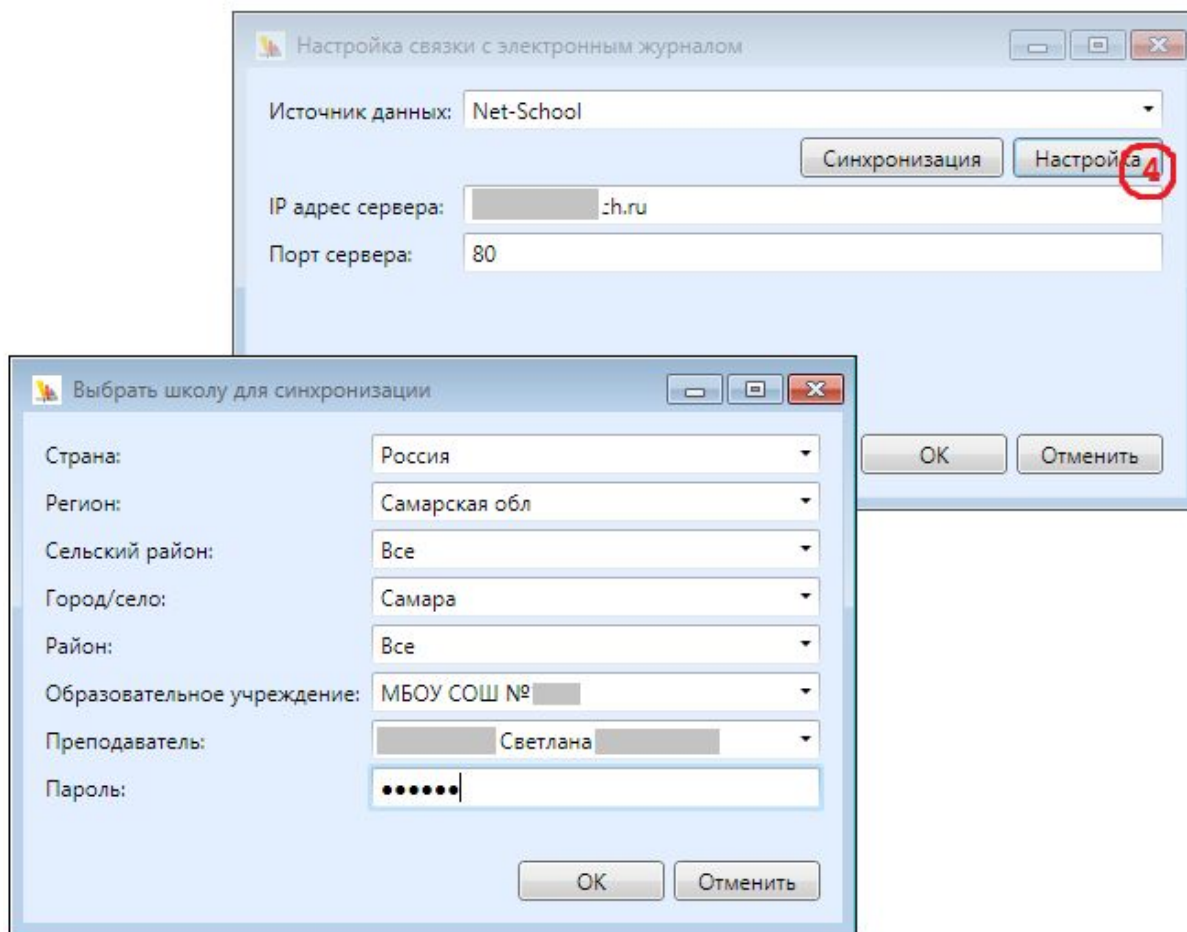 Настройка связки с электронным журналом
Источник данных: Net-School
Синхронизация Настройка 4
IP адрес сервера: ch.ru
Порт сервера: 80
OK Отменить
Выбрать школу для синхронизации
Страна: Россия
Регион: Самарская обл
Сельский район: Все
Город/село: Самара
Район: Все
Образовательное учреждение: МБОУ СОШ №
Преподаватель: Светлана
Пароль: ●●●●●●
OK Отменить